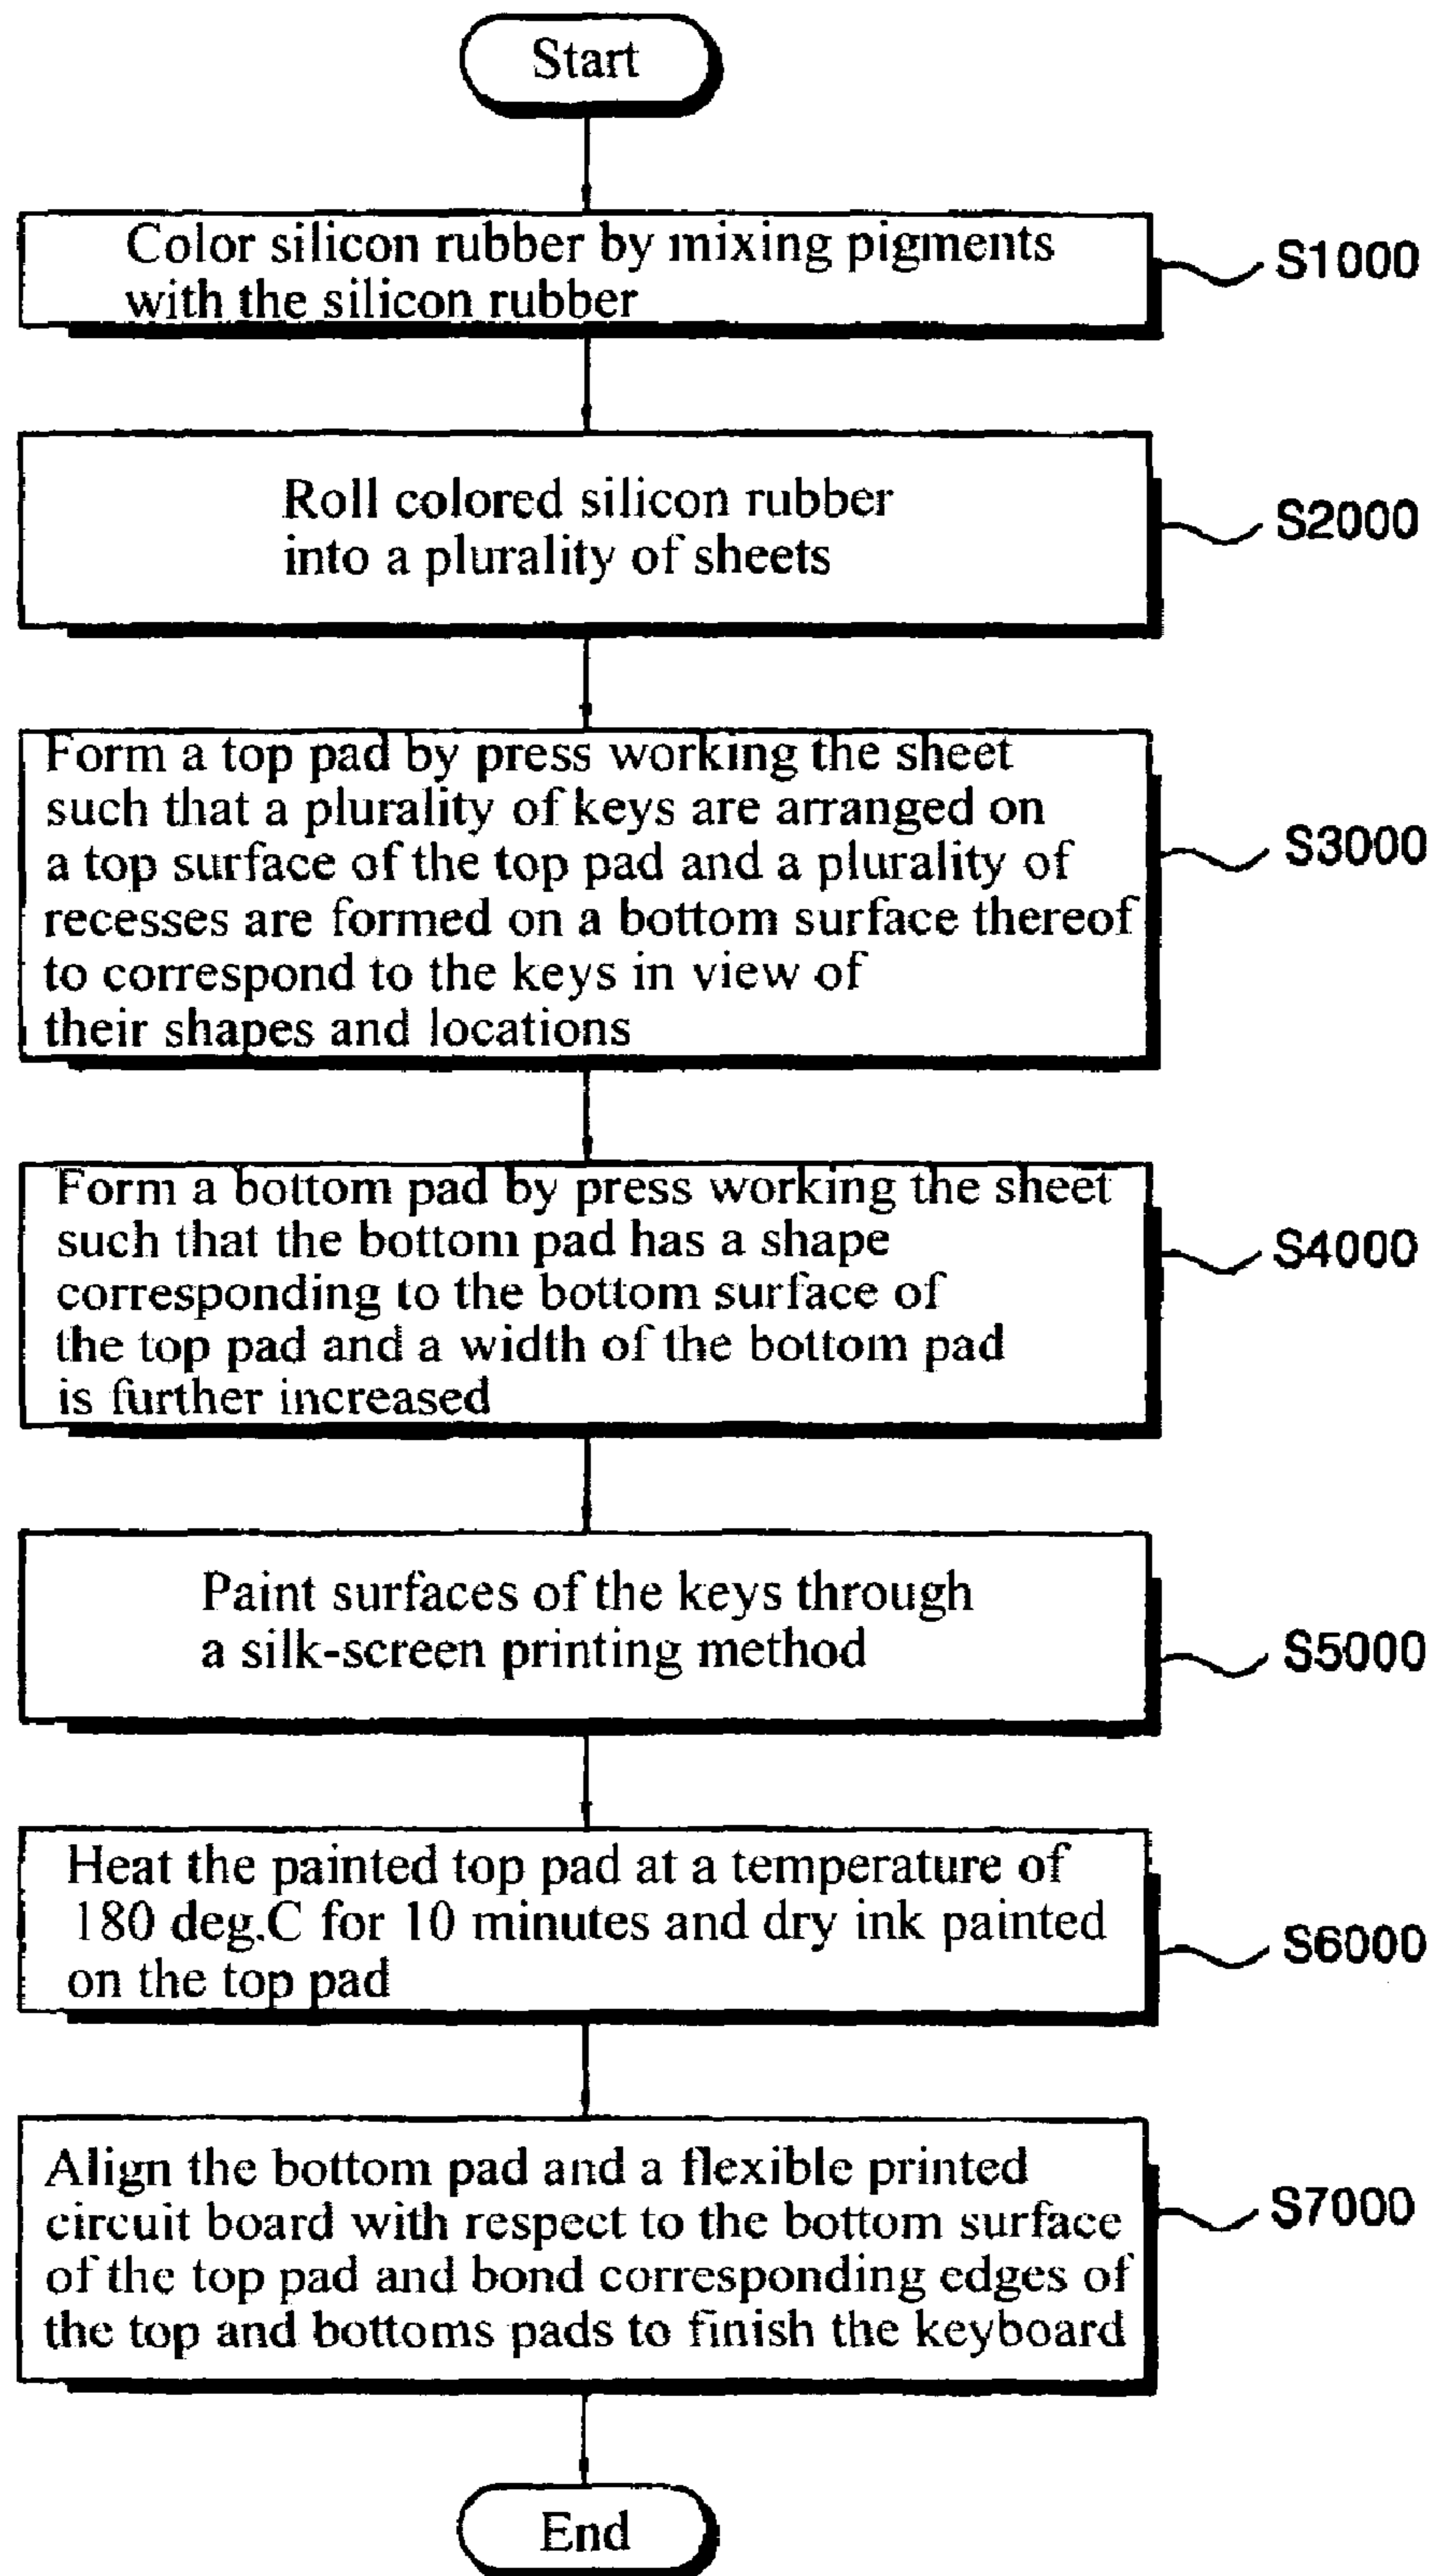 Start
Color silicon rubber by mixing pigments
with the silicon rubber
S1000
Roll colored silicon rubber
into a plurality of sheets
S2000
Form a top pad by press working the sheet
such that a plurality of keys are arranged on
a top surface of the top pad and a plurality of
recesses are formed on a bottom surface thereof
to correspond to the keys in view of
their shapes and locations
S3000
Form a bottom pad by press working the sheet
such that the bottom pad has a shape
corresponding to the bottom surface of
the top pad and a width of the bottom pad
is further increased
S4000
Paint surfaces of the keys through
a silk-screen printing method
S5000
Heat the painted top pad at a temperature of
180 deg.C for 10 minutes and dry ink painted
on the top pad
S6000
Align the bottom pad and a flexible printed
circuit board with respect to the bottom surface
of the top pad and bond corresponding edges of
the top and bottoms pads to finish the keyboard
S7000
End